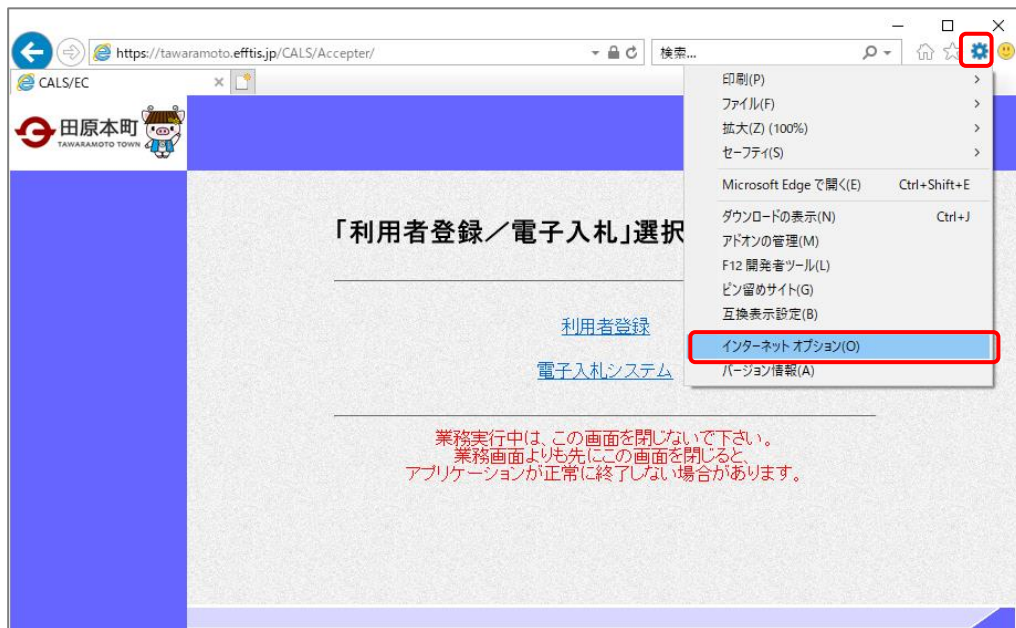 https://tawaramoto.efftis.jp/CALS/Accepter/
検索...
CALS/EC
田原本町
TAWARAMOTO TOWN
印刷(P)
ファイル(F)
拡大(Z) (100%)
セーフティ(S)
Microsoft Edge で開く(E) Ctrl+Shift+E
ダウンロードの表示(N) Ctrl+J
アドオンの管理(M)
F12 開発者ツール(L)
ピン留めサイト(G)
互換表示設定(B)
インターネット オプション(O)
バージョン情報(A)
「利用者登録／電子入札」選択
利用者登録
電子入札システム
業務実行中は、この画面を閉じないで下さい。
業務画面よりも先にこの画面を閉じると、
アプリケーションが正常に終了しない場合があります。